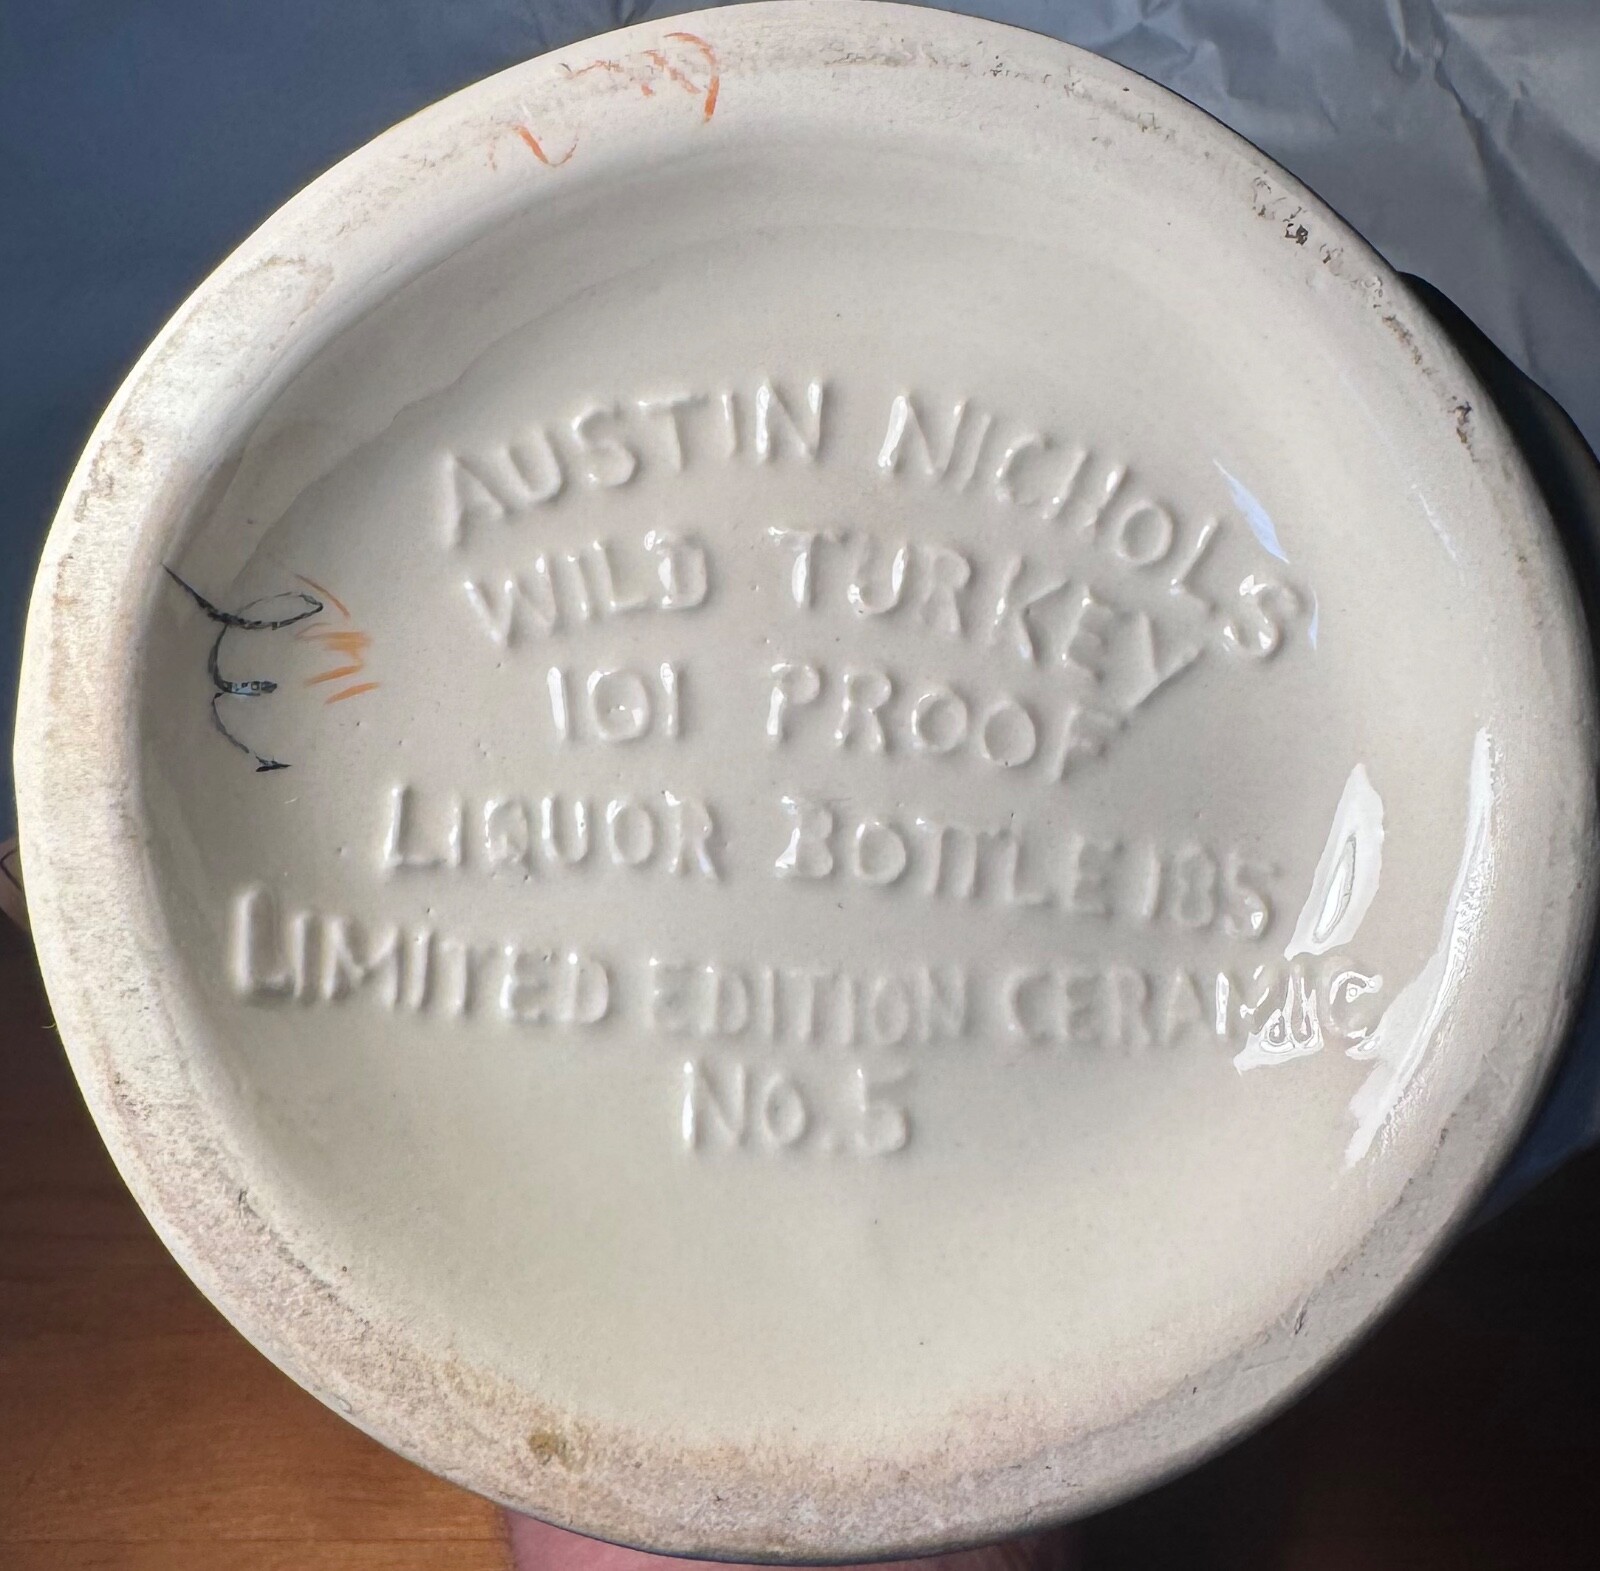 AUSTIN NICHOLS
WILD TURKEY
101 PROOF
LIQUOR BOTTLE 185
LIMITED EDITION CERAMIC
NO. 5